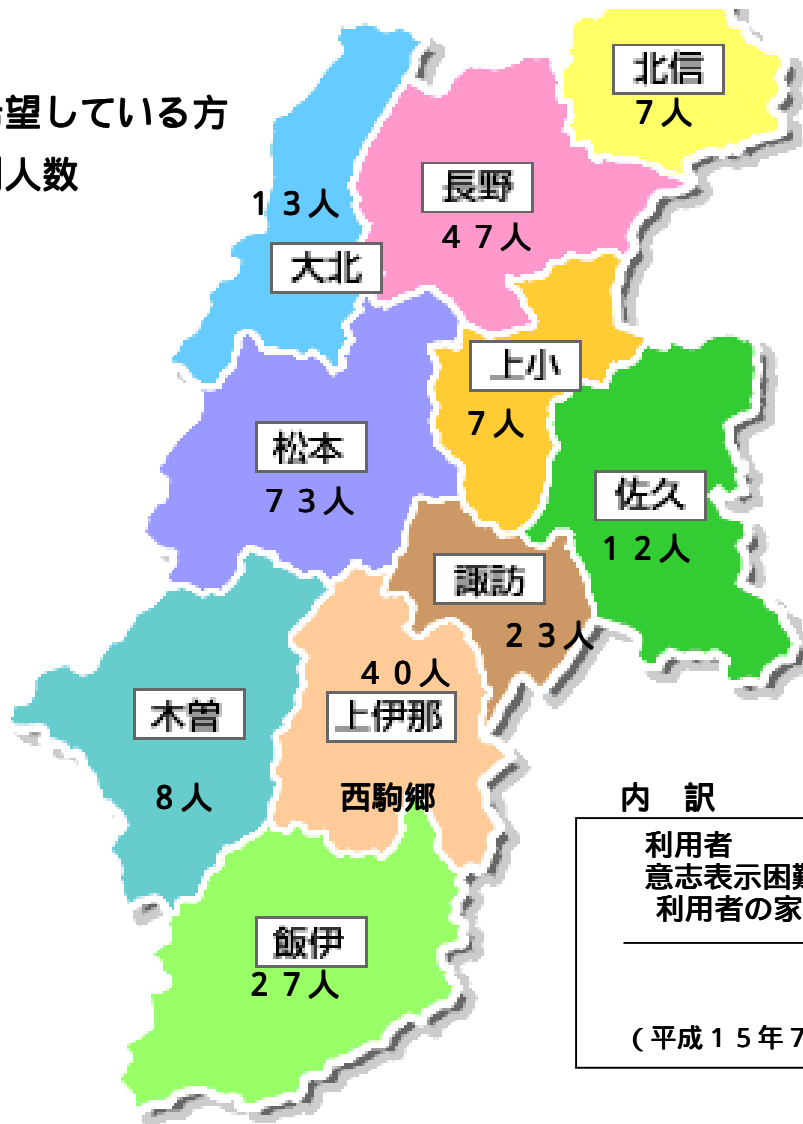 望している方
人数
北信
7人
長野
47人
13人
大北
上小
7人
松本
73人
佐久
12人
諏訪
23人
40人
上伊那
木曽
8人
西駒郷
飯伊
27人
内 訳
利用者
意志表示困難
利用者の家
(平成15年7